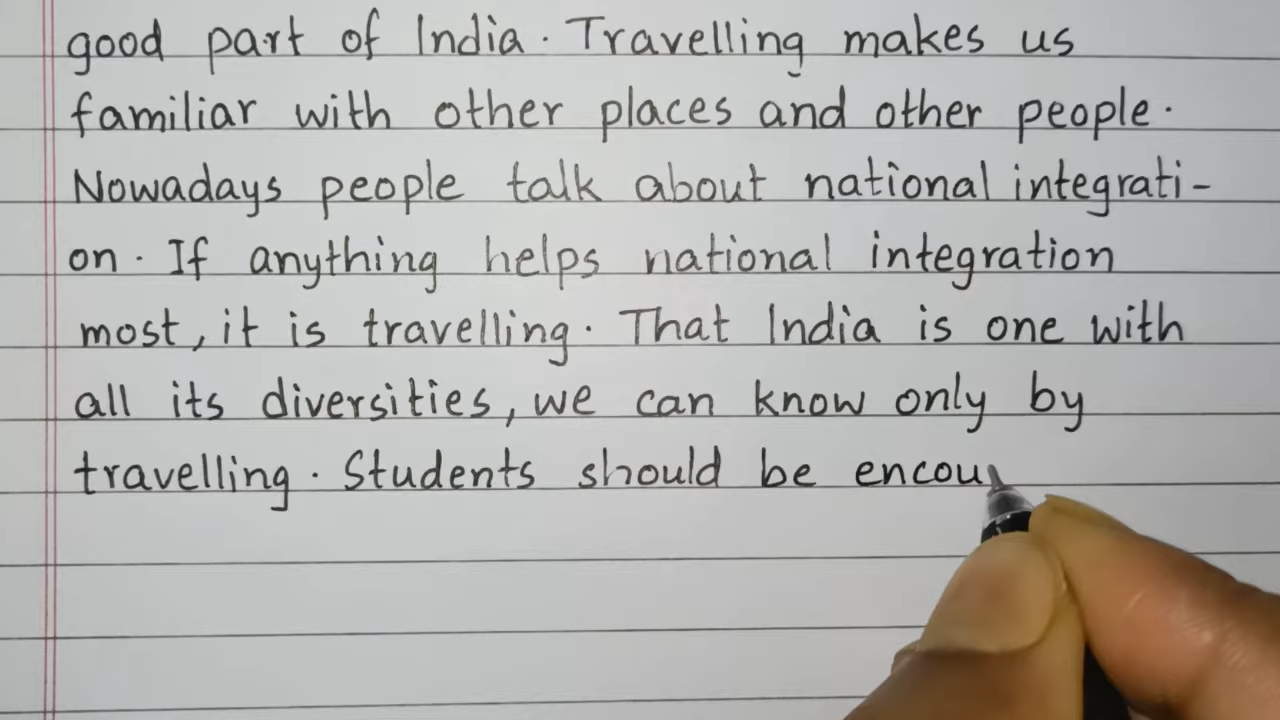 good part of India. Travelling makes us
familiar with other places and other people.
Nowadays people talk about national integrati-
on. If anything helps national integration
most, it is travelling. That India is one with
all its diversities, we can know only by
travelling. Students should be encou